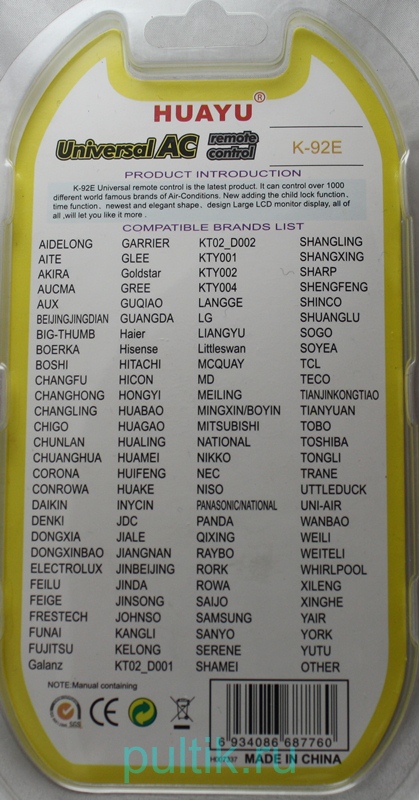 HUAYU®
Universal AC remote control K-92E
PRODUCT INTRODUCTION
K-92E Universal remote control is the latest product. It can control over 1000
different world famous brands of Air-Conditions. New adding the child lock function.
time function. newest and elegant shape. design Large LCD monitor display, all of
all ,will let you like it more .
COMPATIBLE BRANDS LIST
AIDELONG GARRIER KT02_D002 SHANGLING
AITE GLEE KTY001 SHANGXING
AKIRA Goldstar KTY002 SHARP
AUCMA GREE KTY004 SHENGFENG
AUX GUQIAO LANGGE SHINCO
BEIJINGJINGDIAN GUANGDA LG SHUANGLU
BIG-THUMB Haier LIANGYU SOGO
BOERKA Hisense Littleswan SOYEA
BOSHI HITACHI MCQUAY TCL
CHANGFU HICON MD TECO
CHANGHONG HONGYI MEILING TIANJINKONGTIAO
CHANGLING HUABAO MINGXIN/BOYIN TIANYUAN
CHIGO HUAGAO MITSUBISHI TOBO
CHUNLAN HUALING NATIONAL TOSHIBA
CHUANGHUA HUAMEI NIKKO TONGLI
CORONA HUIFENG NEC TRANE
CONROWA HUAKE NISO UTTLEDUCK
DAIKIN INYCIN PANASONIC/NATIONAL UNI-AIR
DENKI JDC PANDA WANBAO
DONGXIA JIALE QIXING WEILI
DONGXINBAO JIANGNAN RAYBO WEITELI
ELECTROLUX JINBEIJING RORK WHIRLPOOL
FEILU JINDA ROWA XILENG
FEIGE JINSONG SAIJO XINGHE
FRESTECH JOHNSO SAMSUNG YAIR
FUNAI KANGLI SANYO YORK
FUJITSU KELONG SERENE YUTU
Galanz KT02_D001 SHAMEI OTHER
NOTE:Manual containing
SGS CE
6 934086 687760
MADE IN CHINA
pultik.ru